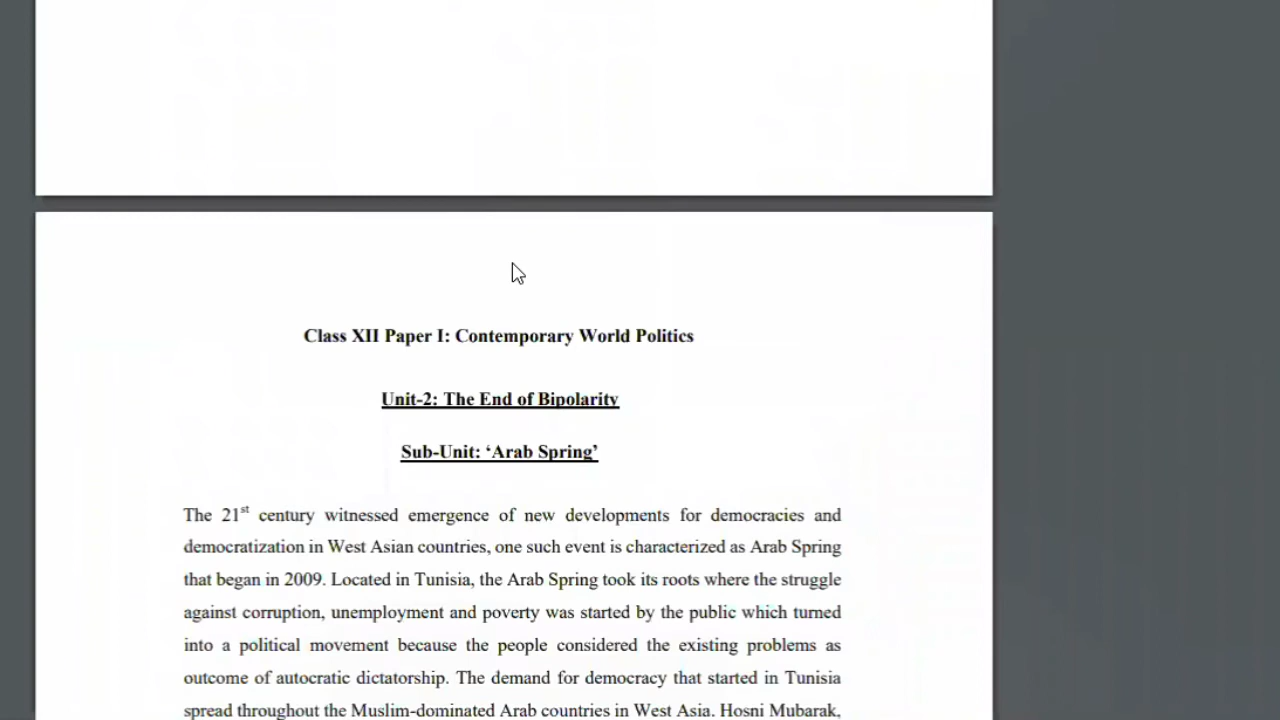 Class XII Paper I: Contemporary World Politics
Unit-2: The End of Bipolarity
Sub-Unit: ‘Arab Spring’
The 21st century witnessed emergence of new developments for democracies and
democratization in West Asian countries, one such event is characterized as Arab Spring
that began in 2009. Located in Tunisia, the Arab Spring took its roots where the struggle
against corruption, unemployment and poverty was started by the public which turned
into a political movement because the people considered the existing problems as
outcome of autocratic dictatorship. The demand for democracy that started in Tunisia
spread throughout the Muslim-dominated Arab countries in West Asia. Hosni Mubarak,